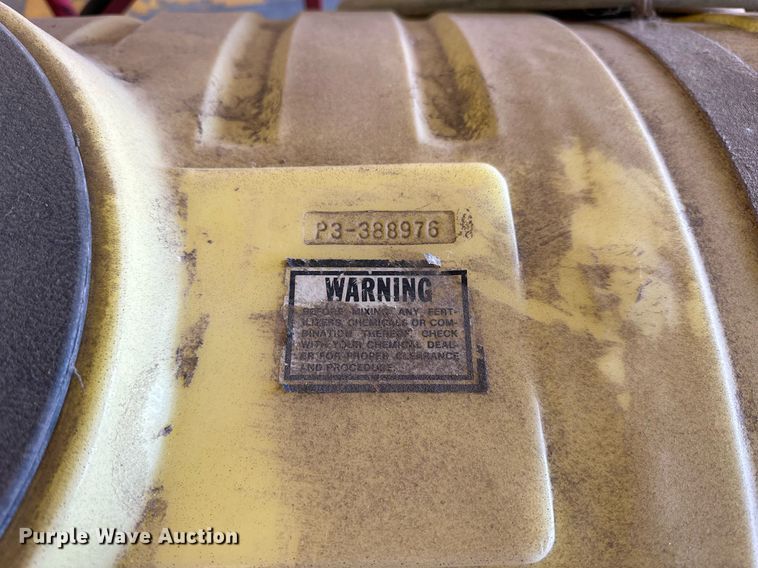 P3-388976
WARNING
BEFORE MIXING ANY FERT-
ILIZERS, CHEMICALS OR COM-
BINATION THEREOF, CHECK
WITH YOUR CHEMICAL DEAL-
ER FOR PROPER CLEARANCE
AND PROCEDURE.
Purple Wave Auction